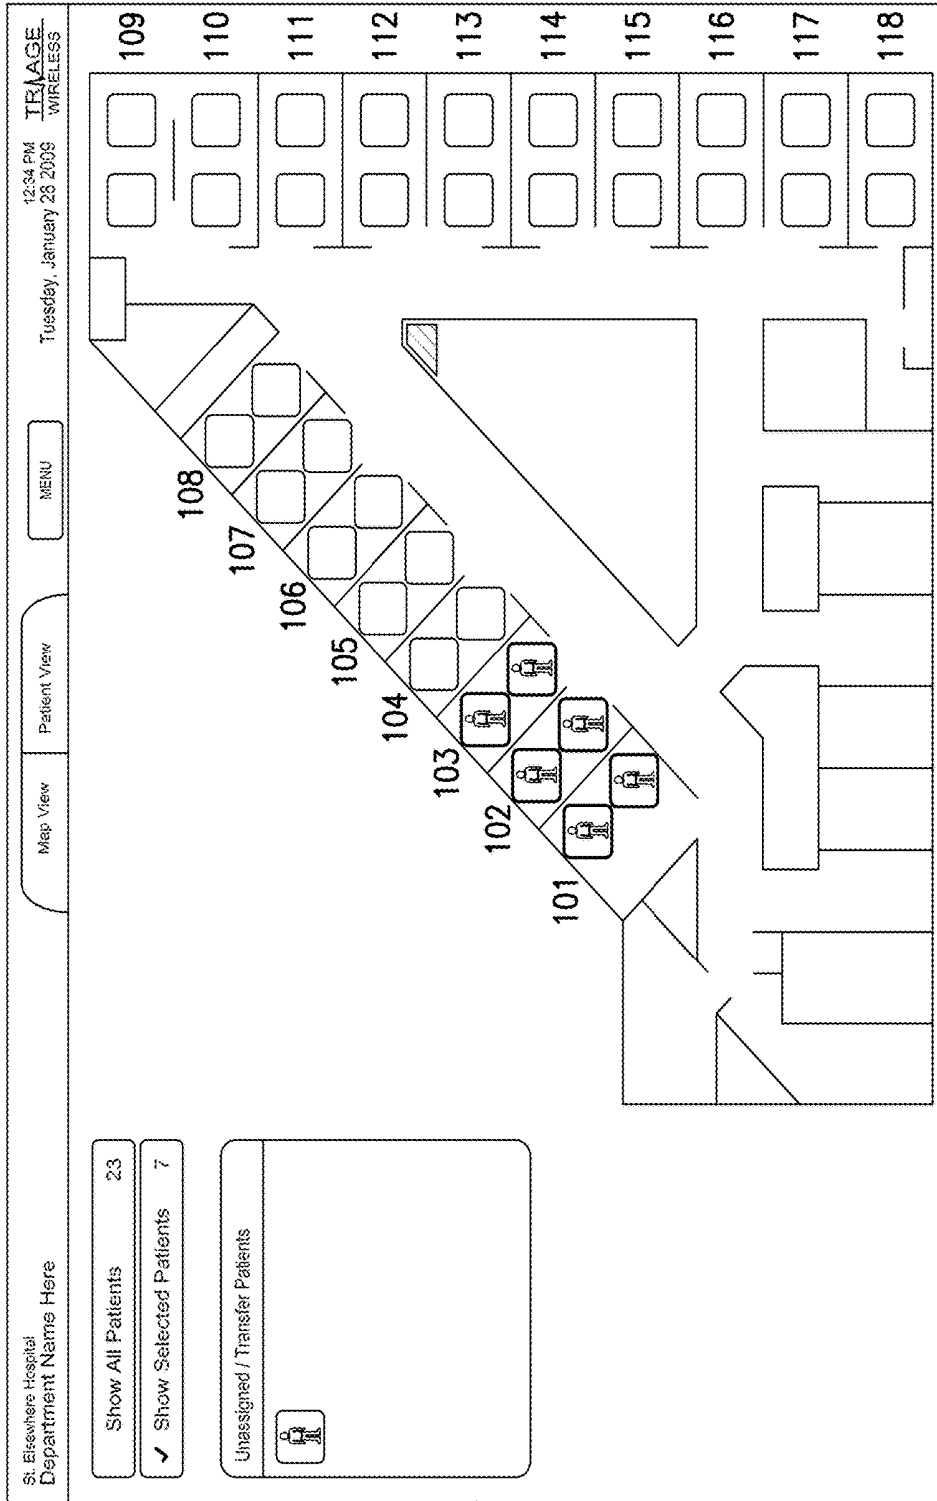 St. Elsewhere Hospital
Department Name Here
Map View
Patient View
MENU
12:34 PM
Tuesday, January 28 2009
TRIAGE
WIRELESS
Show All Patients 23
✓ Show Selected Patients 7
Unassigned / Transfer Patients
101
102
103
104
105
106
107
108
109
110
111
112
113
114
115
116
117
118